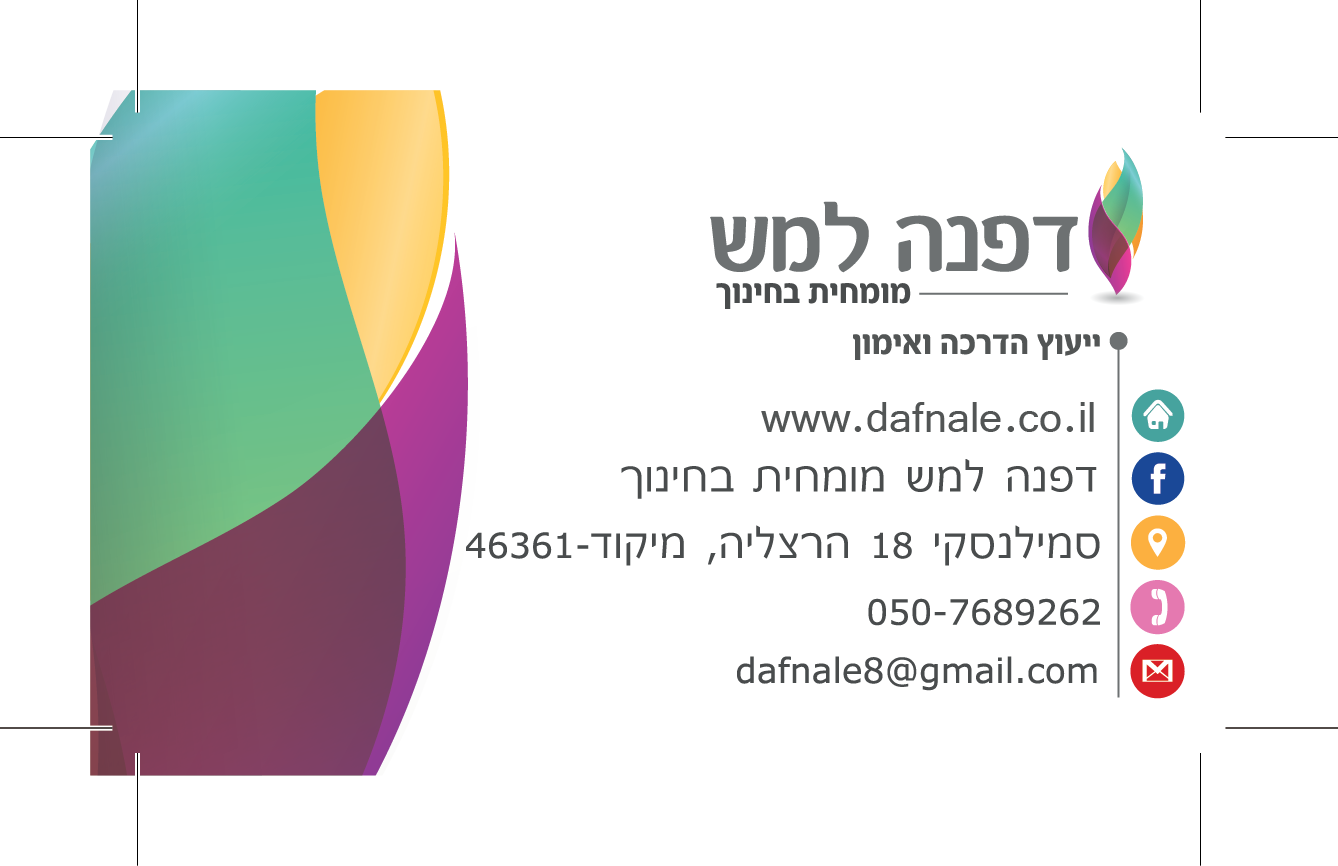 דפנה למש
מומחית בחינוך
ייעוץ הדרכה ואימון
www.dafnale.co.il
דפנה למש מומחית בחינוך
סמילנסקי 18 הרצליה, מיקוד-46361
050-7689262
dafnale8@gmail.com